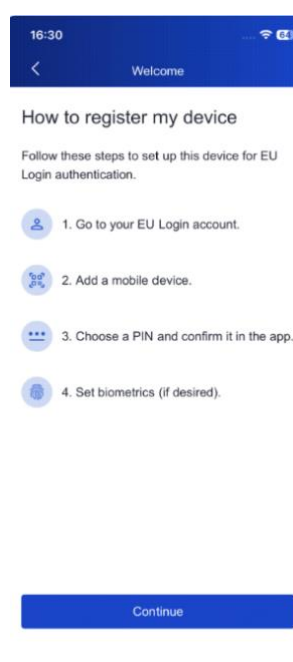 16:30
64
Welcome
How to register my device
Follow these steps to set up this device for EU
Login authentication.
1. Go to your EU Login account.
2. Add a mobile device.
3. Choose a PIN and confirm it in the app.
4. Set biometrics (if desired).
Continue